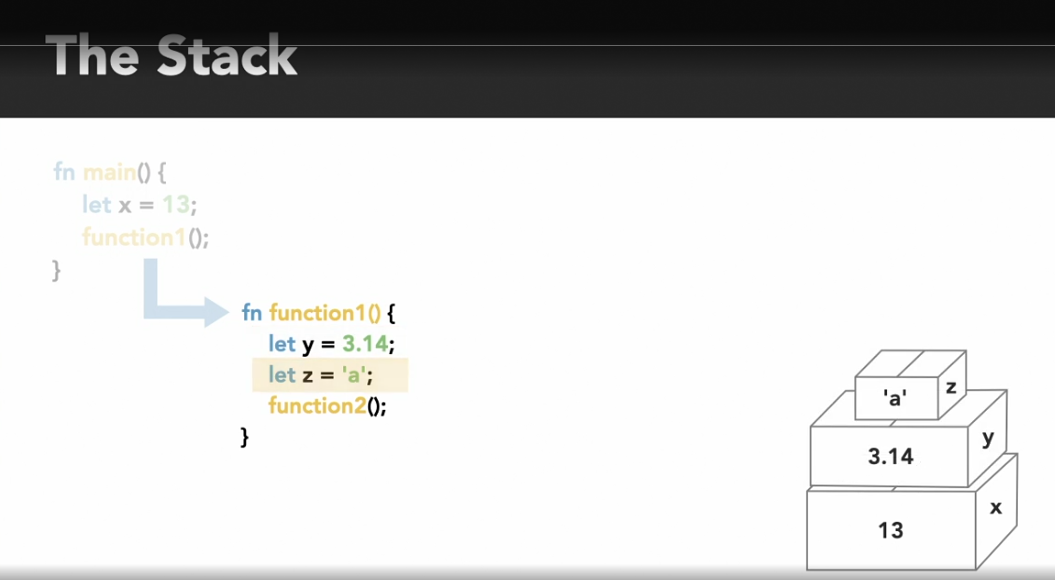 The Stack
fn main() {
let x = 13;
function1();
}
fn function1() {
let y = 3.14;
let z = 'a';
function2();
}
'a' z
3.14 y
13 x